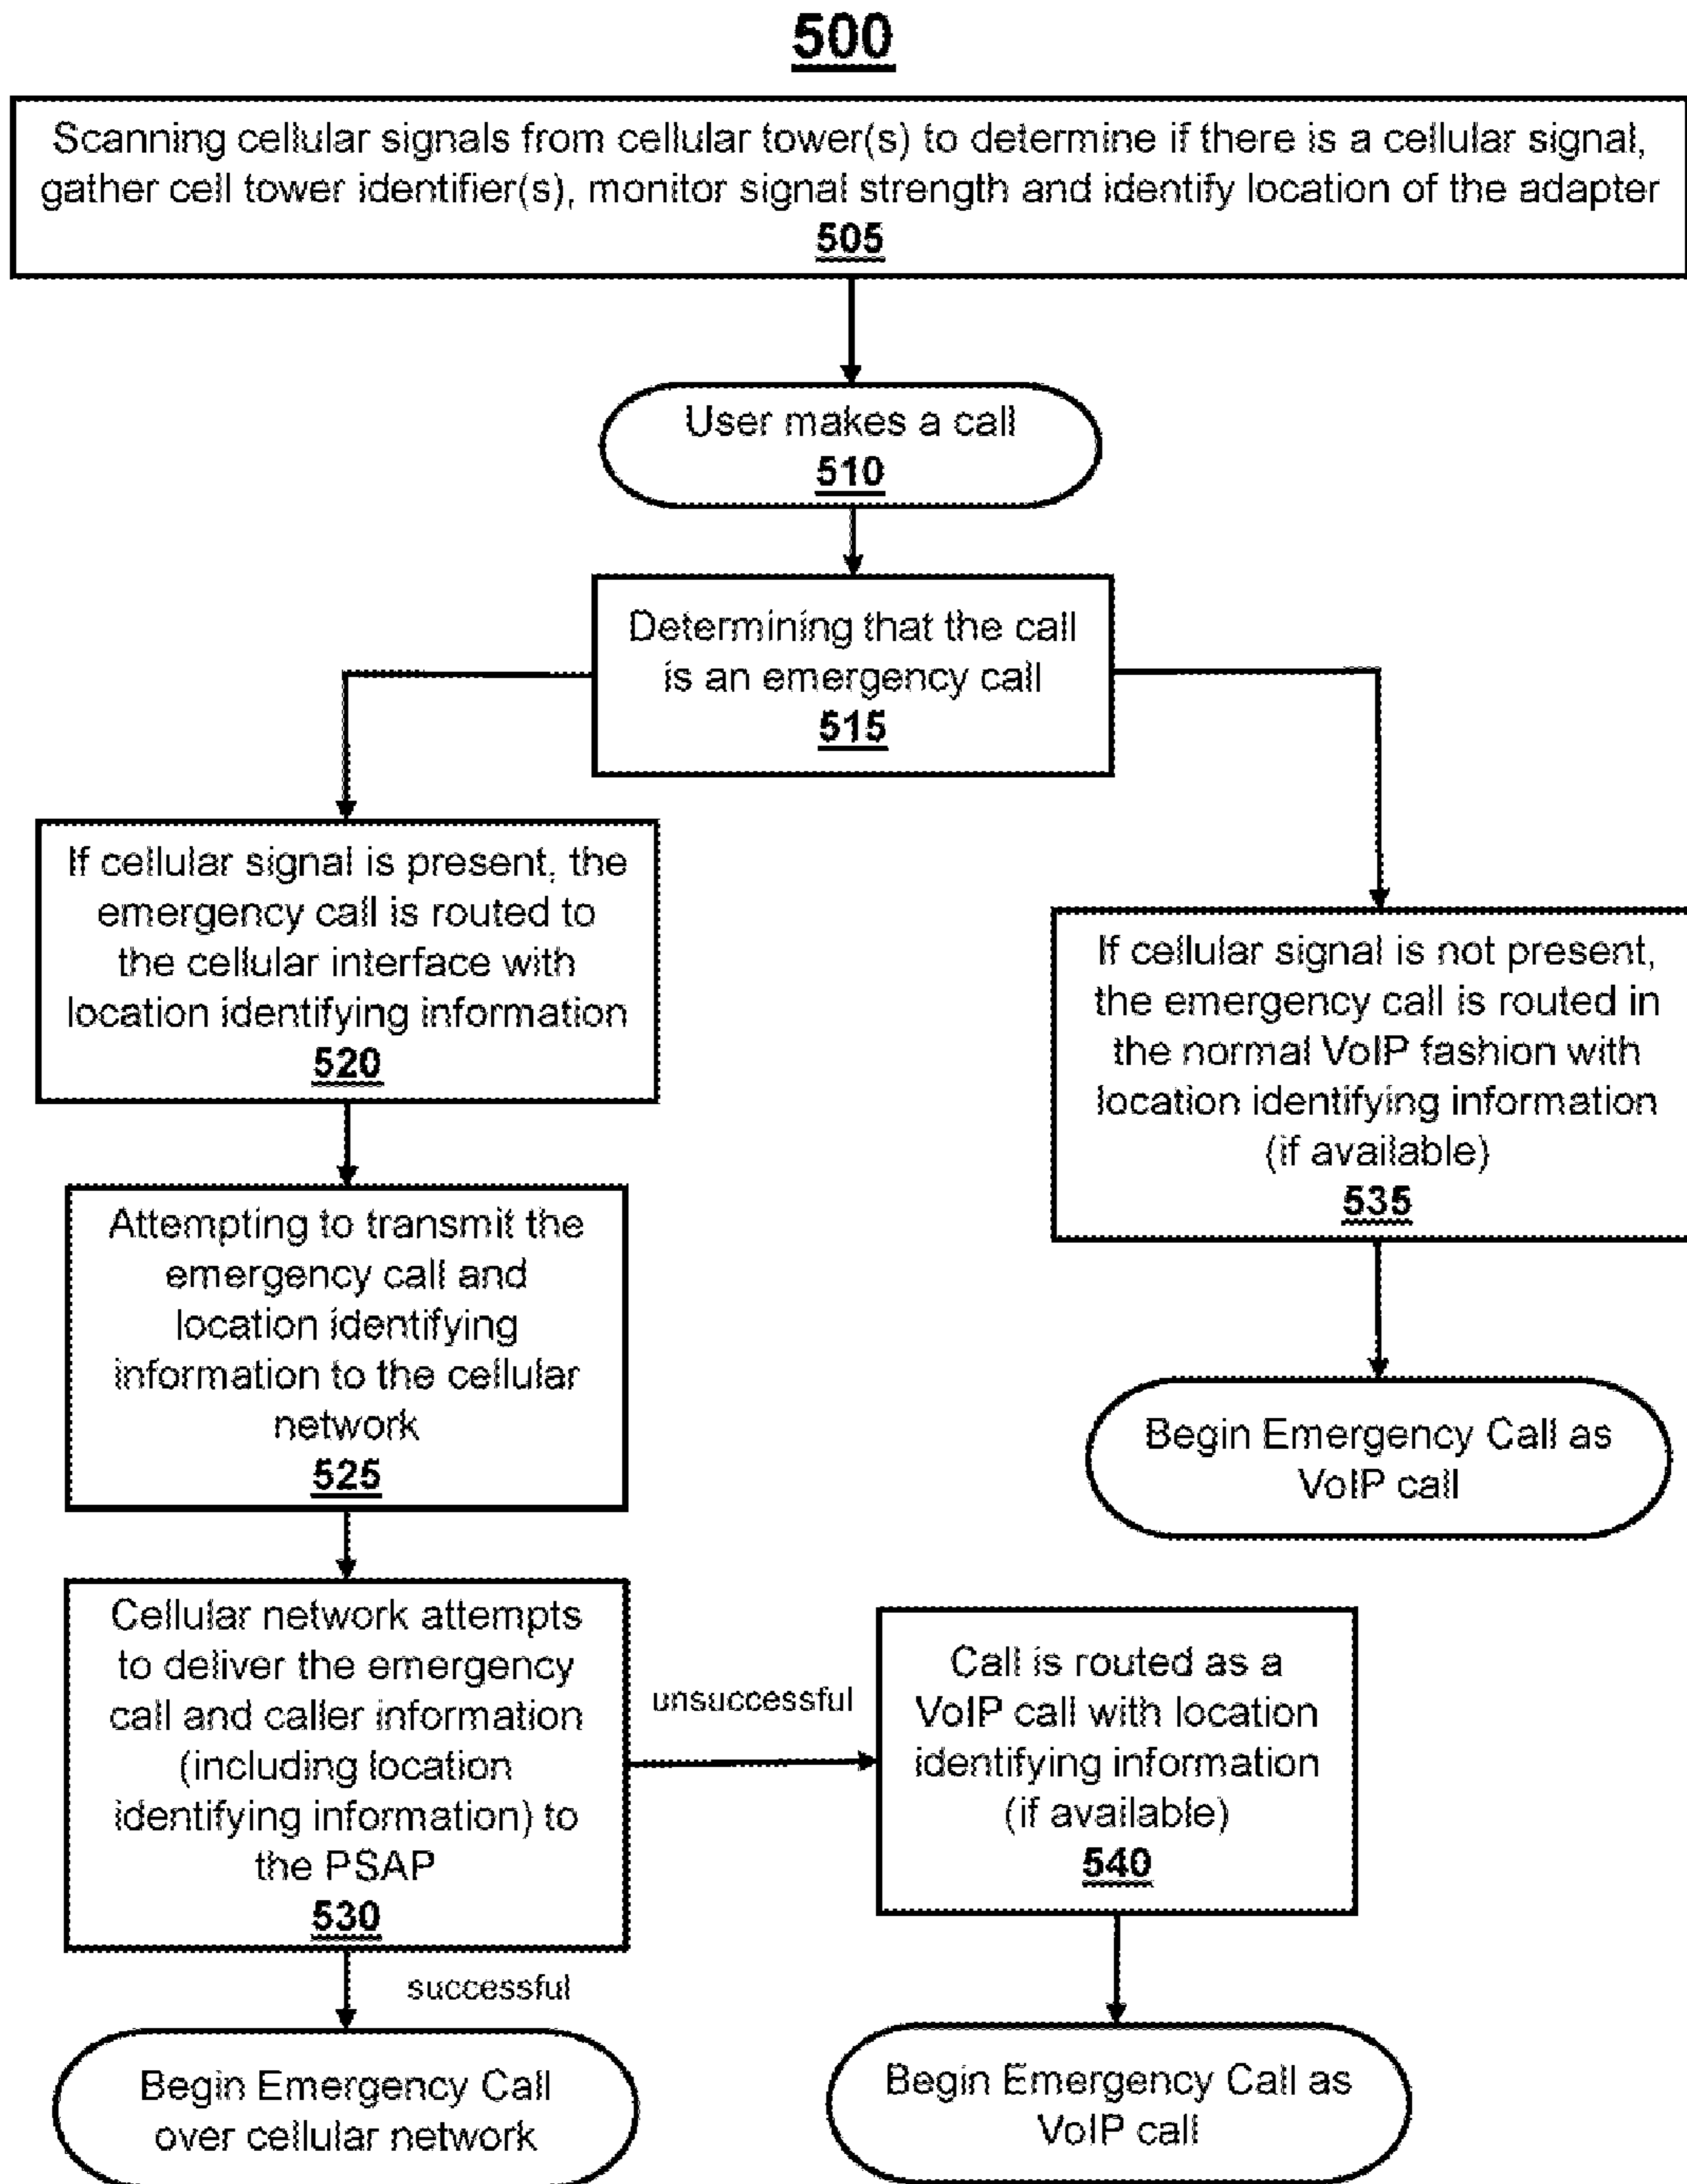 500
Scanning cellular signals from cellular tower(s) to determine if there is a cellular signal,
gather cell tower identifier(s), monitor signal strength and identify location of the adapter
505
User makes a call
510
Determining that the call
is an emergency call
515
If cellular signal is present, the
emergency call is routed to
the cellular interface with
location identifying information
520
If cellular signal is not present,
the emergency call is routed in
the normal VoIP fashion with
location identifying information
(if available)
535
Attempting to transmit the
emergency call and
location identifying
information to the cellular
network
525
Begin Emergency Call as
VoIP call
Cellular network attempts
to deliver the emergency
call and caller information
(including location
identifying information) to
the PSAP
530
unsuccessful
Call is routed as a
VoIP call with location
identifying information
(if available)
540
successful
Begin Emergency Call
over cellular network
Begin Emergency Call as
VoIP call